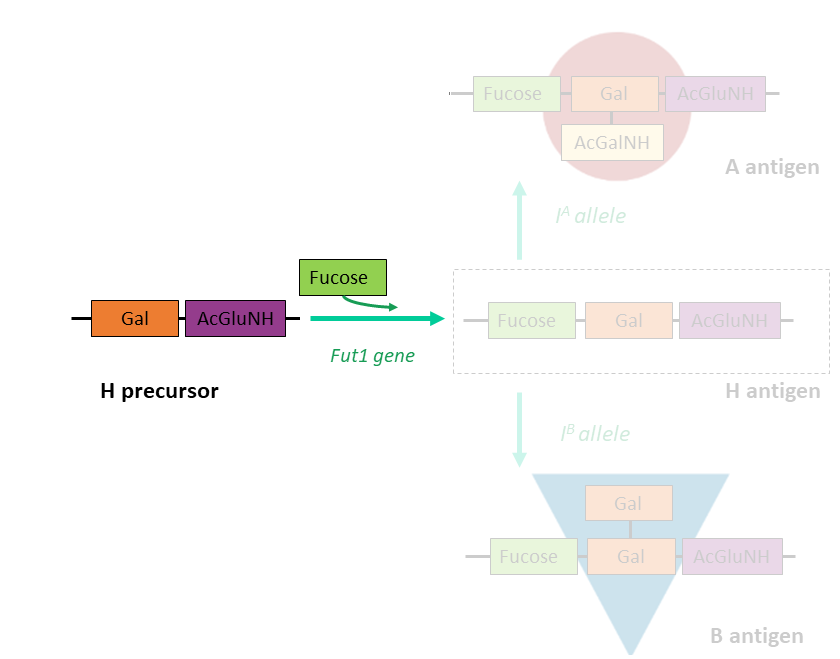 Fucose Gal AcGluNH
AcGalNH
A antigen
I^A allele
Fucose
Gal AcGluNH
Fut1 gene
H precursor
Fucose Gal AcGluNH
H antigen
I^B allele
Gal
Fucose Gal AcGluNH
B antigen